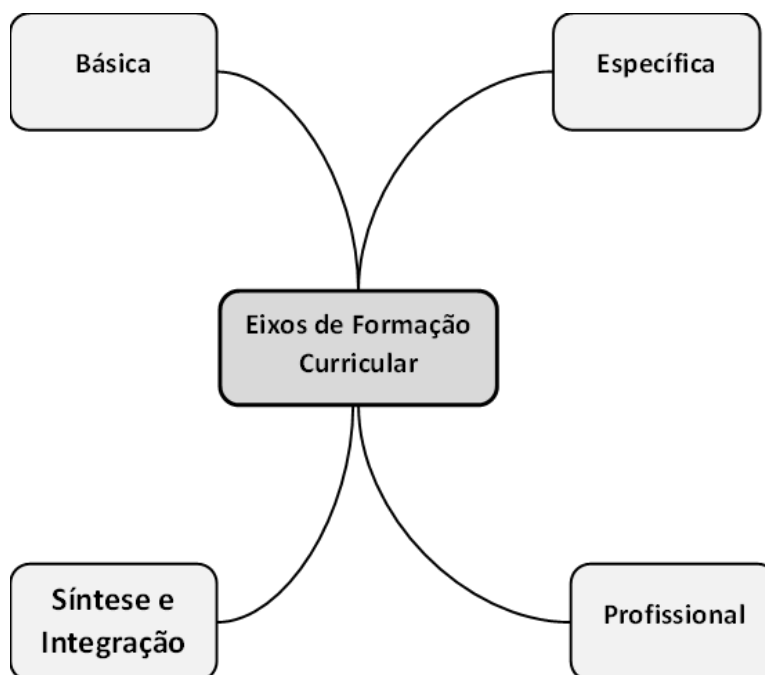 Básica
Específica
Eixos de Formação
Curricular
Síntese e
Integração
Profissional